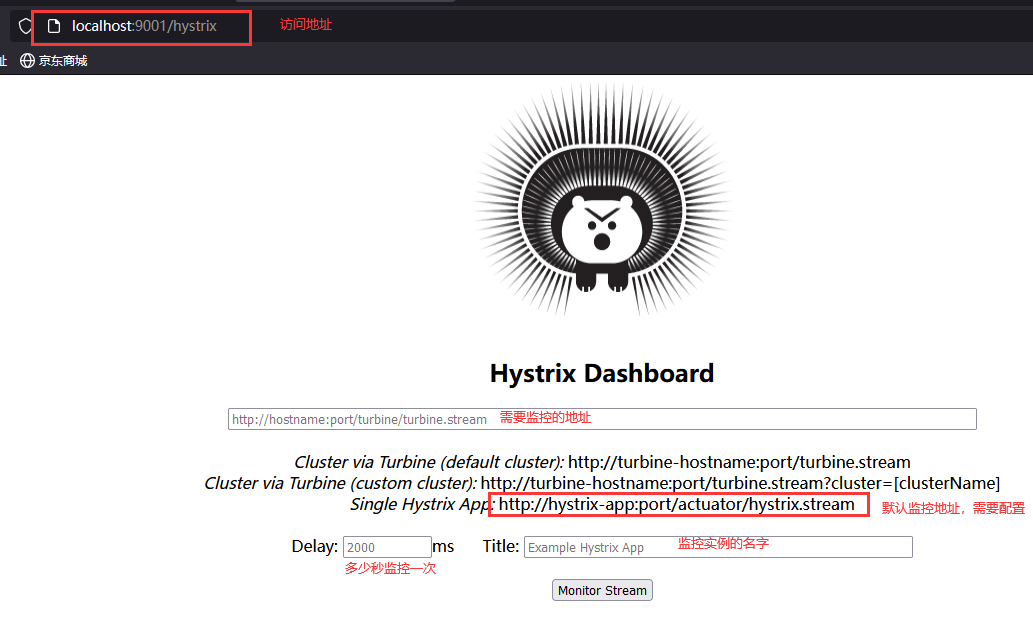 localhost:9001/hystrix 访问地址
址 京东商城
Hystrix Dashboard
http://hostname:port/turbine/turbine.stream 需要监控的地址
Cluster via Turbine (default cluster): http://turbine-hostname:port/turbine.stream
Cluster via Turbine (custom cluster): http://turbine-hostname:port/turbine.stream?cluster=[clusterName]
Single Hystrix App: http://hystrix-app:port/actuator/hystrix.stream 默认监控地址，需要配置
Delay: 2000 ms Title: Example Hystrix App 监控实例的名字
多少秒监控一次
Monitor Stream